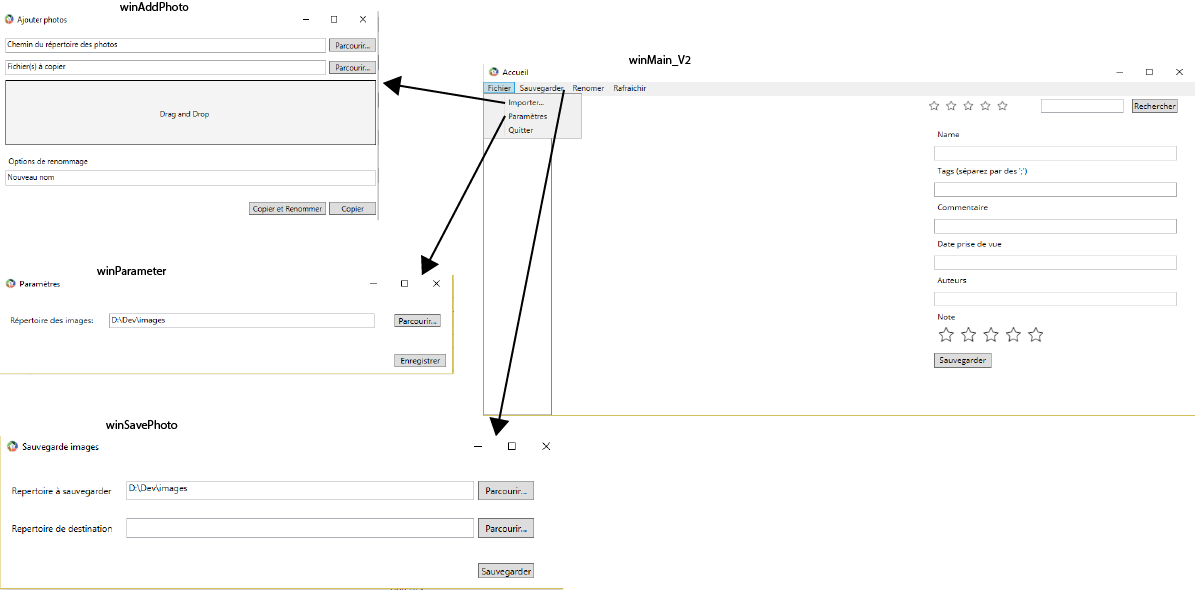 winAddPhoto
Ajouter photos
Chemin du répertoire des photos
Parcourir...
Fichier(s) à copier
Parcourir...
Drag and Drop
Options de renommage
Nouveau nom
Copier et Renommer
Copier
winMain_V2
Accueil
Fichier Sauvegarder Renomer Rafraichir
Importer...
Paramètres
Quitter
Rechercher
Name
Tags (séparez par des ';')
Commentaire
Date prise de vue
Auteurs
Note
Sauvegarder
winParameter
Paramètres
Répertoire des images:
D:\Dev\images
Parcourir...
Enregistrer
winSavePhoto
Sauvegarde images
Repertoire à sauvegarder
D:\Dev\images
Parcourir...
Repertoire de destination
Parcourir...
Sauvegarder